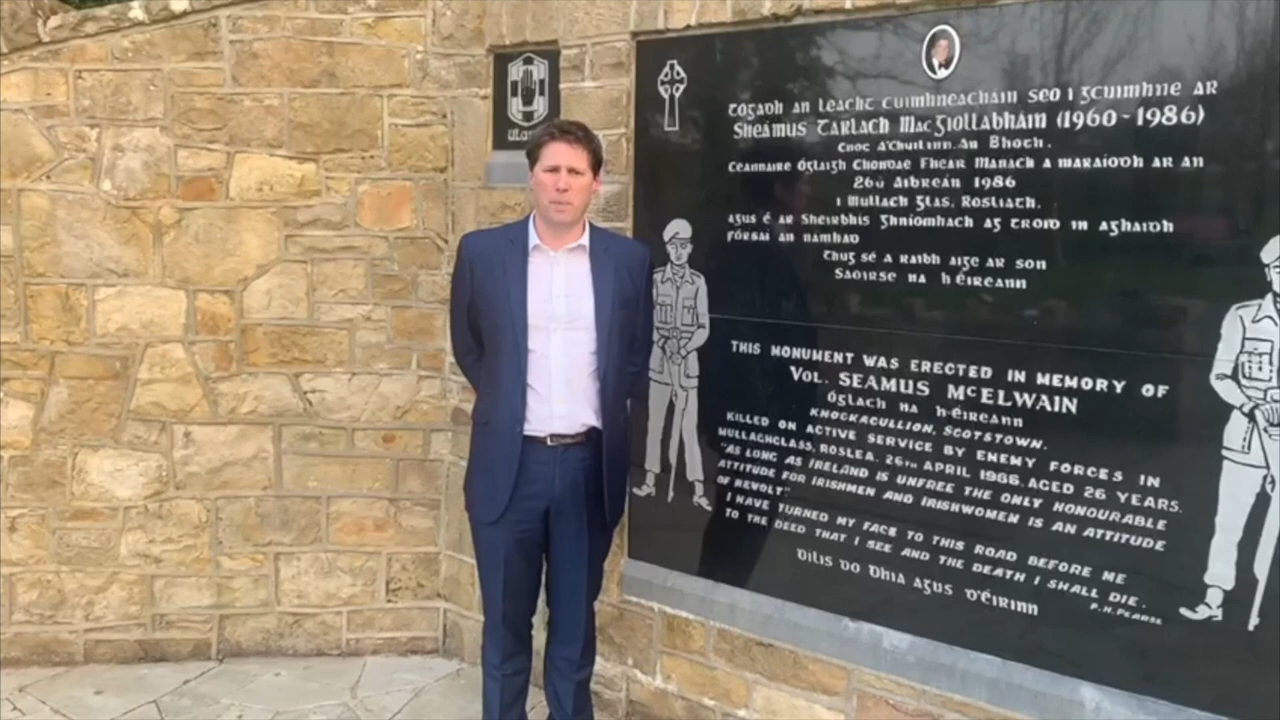 Tógadh an leacht cuimhneacháin seo i gcuimhne ar
Sheamus Tarlach MacGiollabháin (1960-1986)
Cnoc a'Chuilinn. An Bhoth.
Ceannaire Óglaigh Chondae Fhear Manach a maraíodh ar an
26ú Aibreán 1986
i Mullach Glas, Rosliath.
agus é ar Sheirbhís Ghníomhach ag troid in aghaidh
fórsaí an námhad
Thug sé a raibh aige ar son
Saoirse na hÉireann
THIS MONUMENT WAS ERECTED IN MEMORY OF
VOL. SEAMUS McELWAIN
Óglach na h-Éireann
KNOCKACULLION, SCOTSTOWN.
KILLED ON ACTIVE SERVICE BY ENEMY FORCES IN
MULLAGHGLASS, ROSLEA. 26TH APRIL 1986. AGED 26 YEARS.
"AS LONG AS IRELAND IS UNFREE THE ONLY HONOURABLE
ATTITUDE FOR IRISHMEN AND IRISHWOMEN IS AN ATTITUDE
OF REVOLT"
I HAVE TURNED MY FACE TO THIS ROAD BEFORE ME
TO THE DEED THAT I SEE AND THE DEATH I SHALL DIE.
P.H. PEARSE
Dílis do Dhia agus d'Éirinn